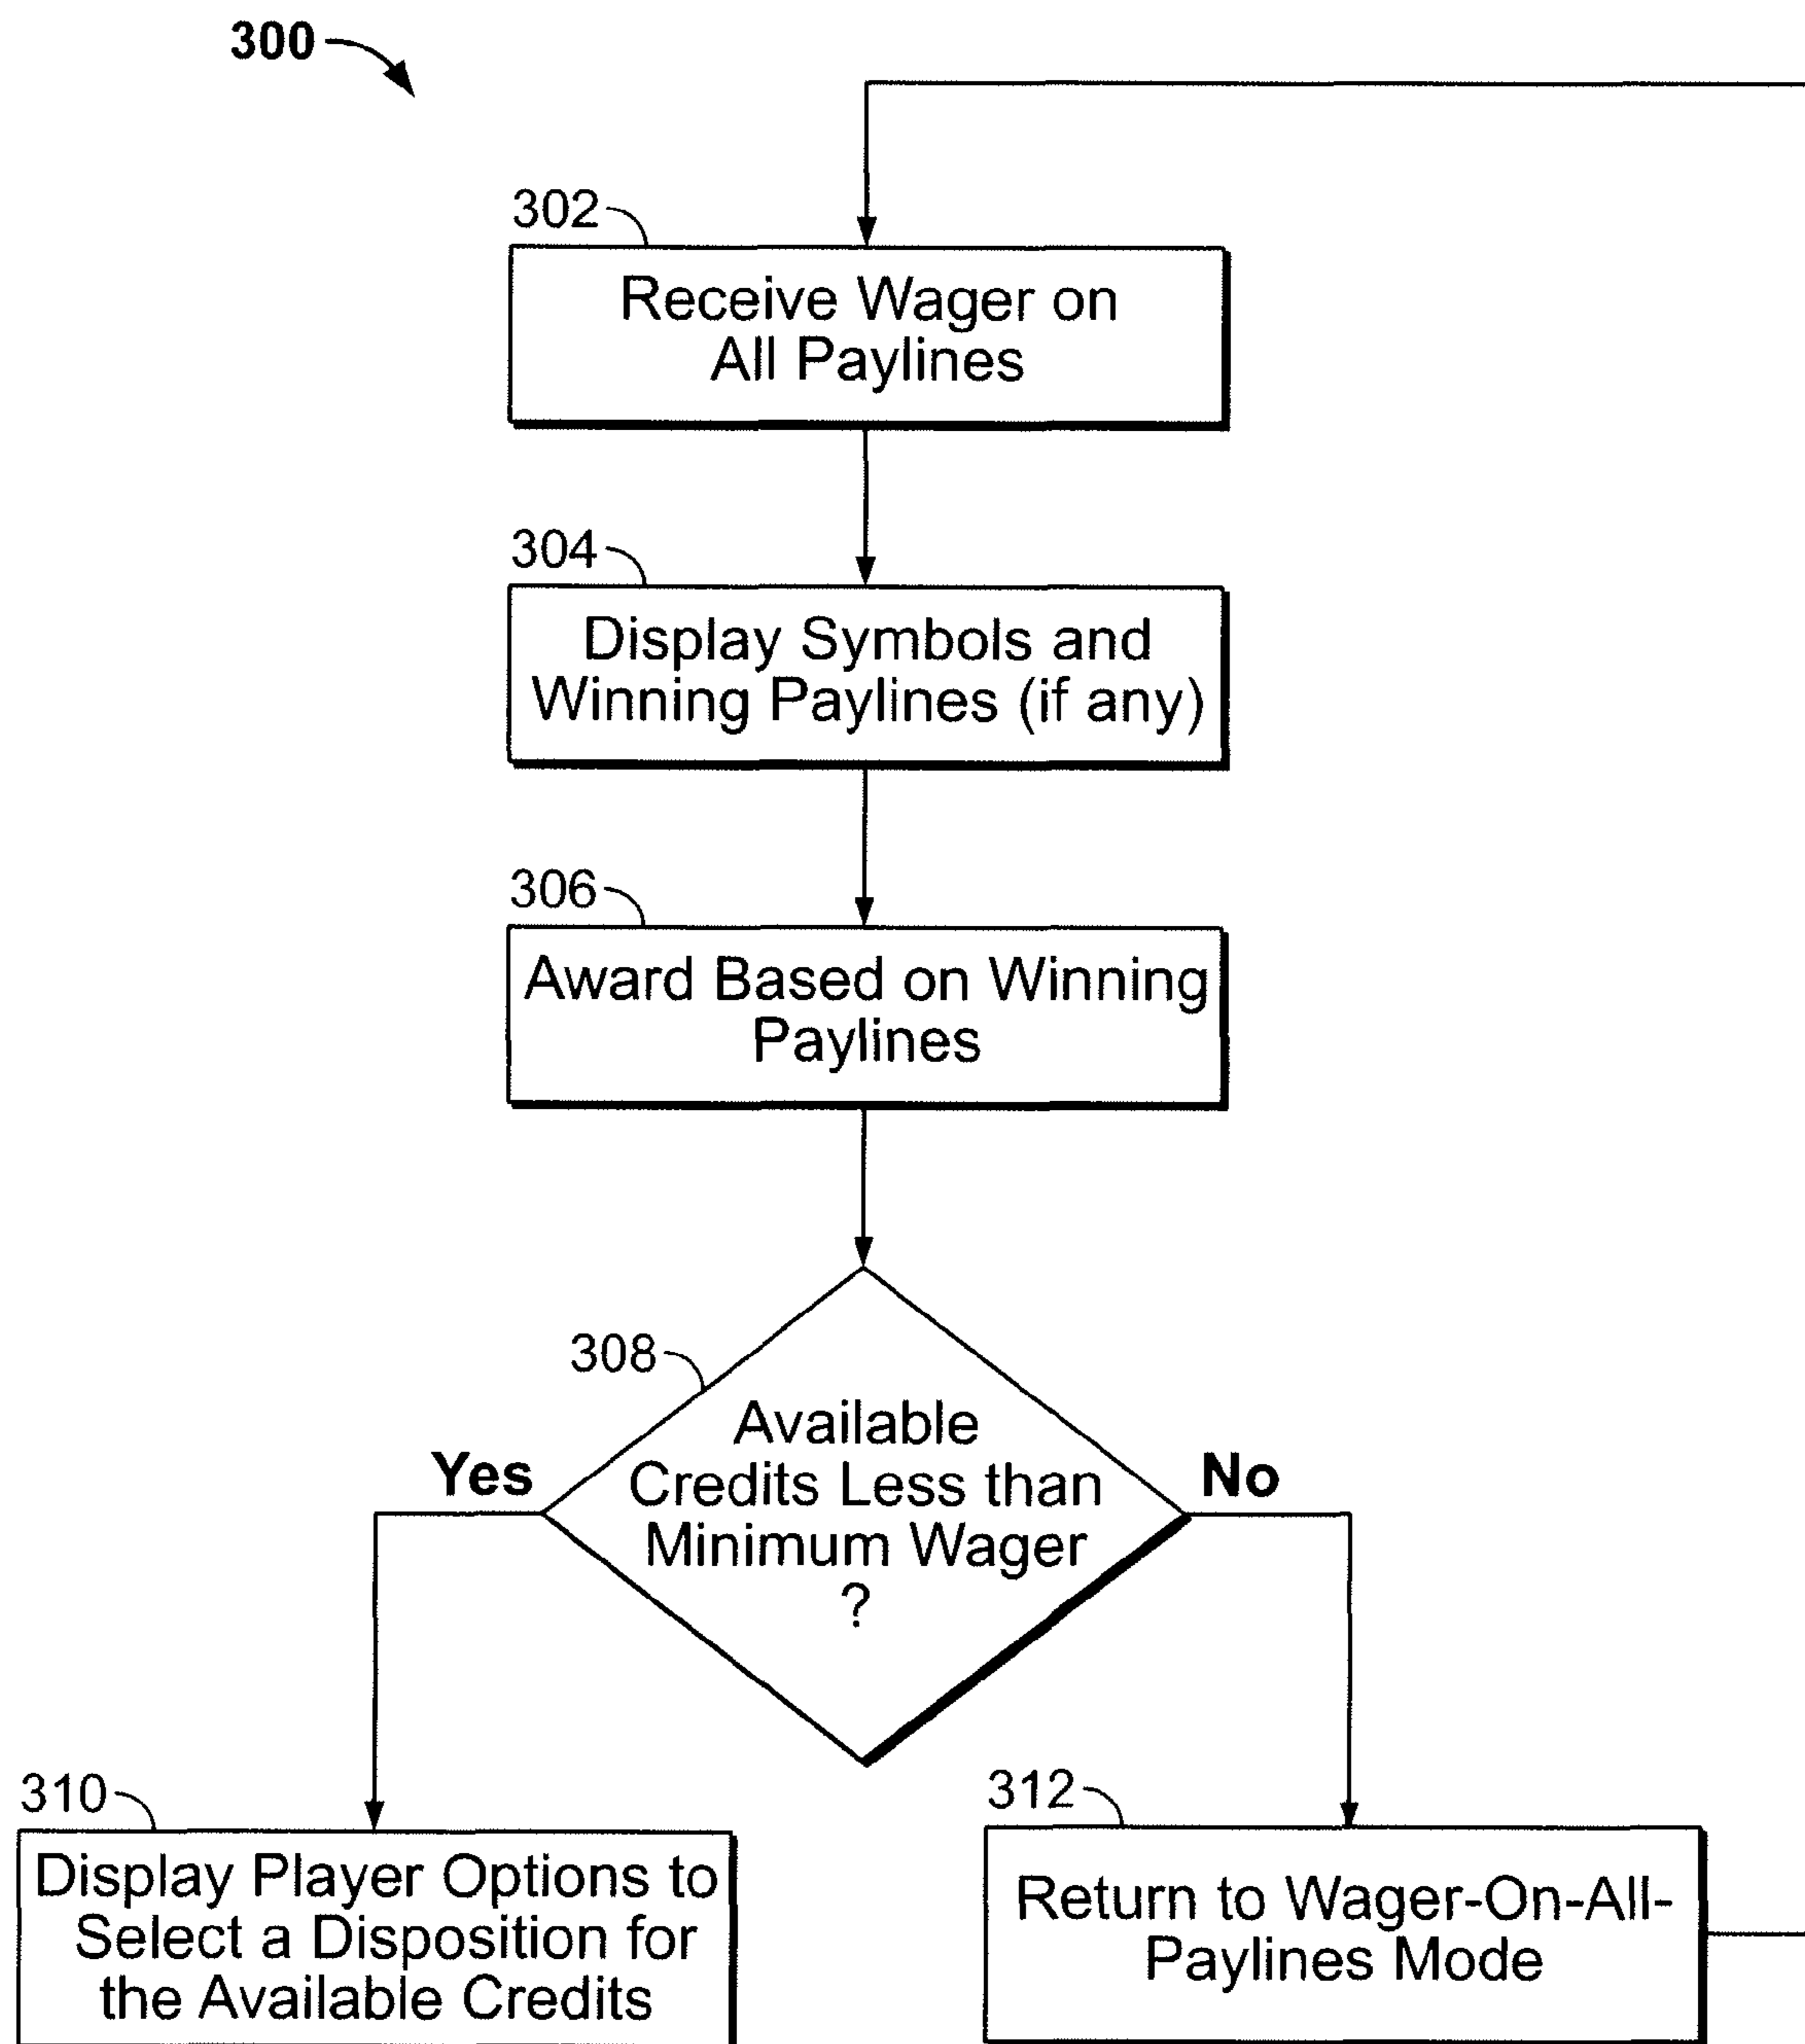 300
302
Receive Wager on
All Paylines
304
Display Symbols and
Winning Paylines (if any)
306
Award Based on Winning
Paylines
308
Available
Credits Less than
Minimum Wager
?
Yes
No
310
Display Player Options to
Select a Disposition for
the Available Credits
312
Return to Wager-On-All-
Paylines Mode